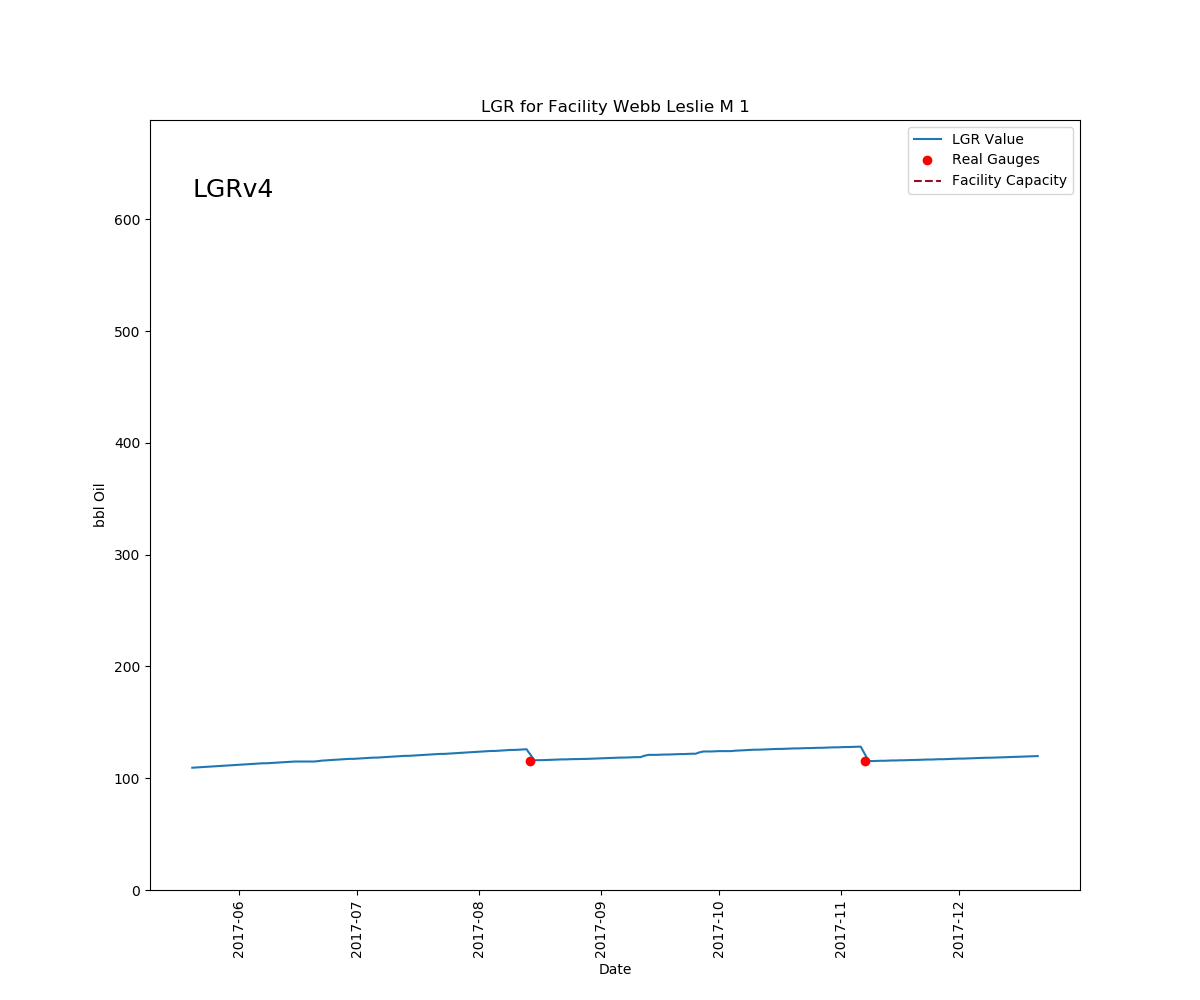 LGR for Facility Webb Leslie M 1
LGRv4
LGR Value
Real Gauges
Facility Capacity
bbl Oil
600
500
400
300
200
100
0
2017-06
2017-07
2017-08
2017-09
2017-10
2017-11
2017-12
Date